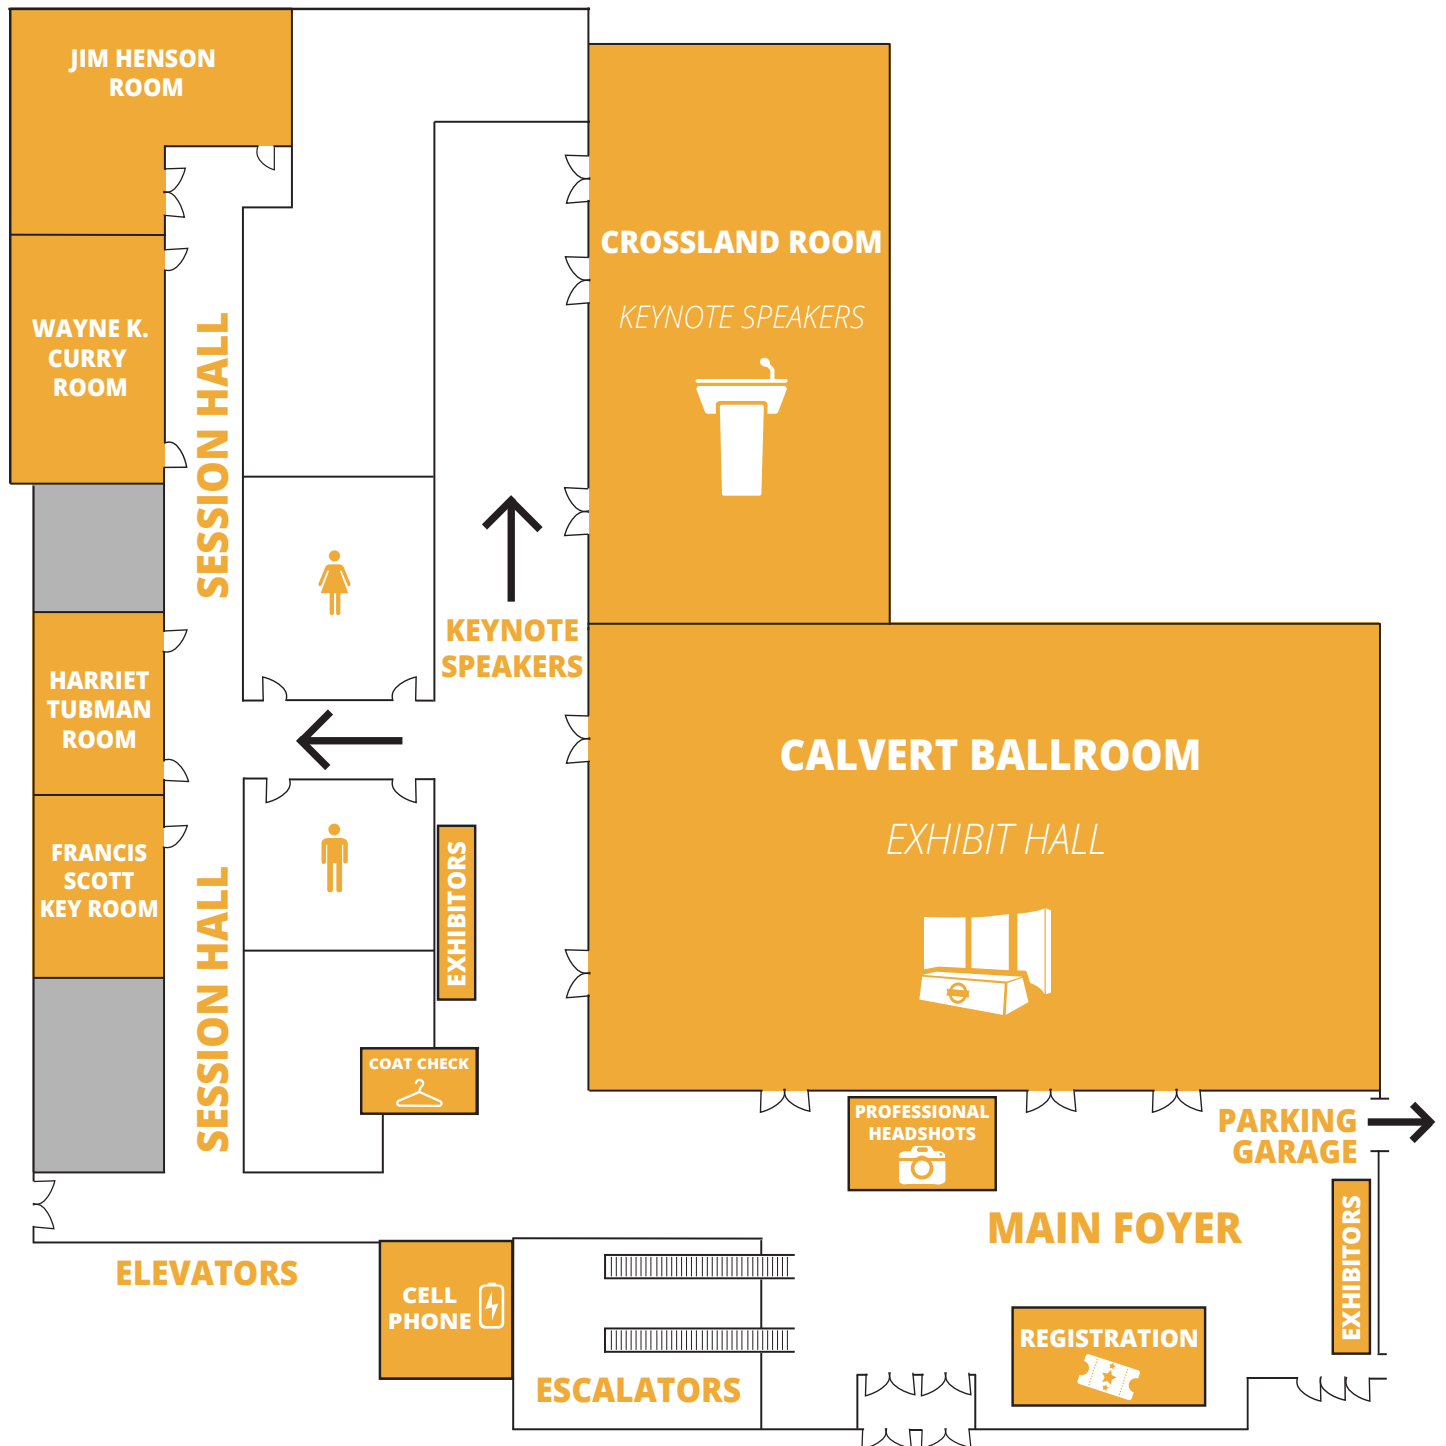 JIM HENSON
ROOM
CROSSLAND ROOM
KEYNOTE SPEAKERS
WAYNE K.
CURRY
ROOM
SESSION HALL
KEYNOTE
SPEAKERS
HARRIET
TUBMAN
ROOM
CALVERT BALLROOM
EXHIBIT HALL
FRANCIS
SCOTT
KEY ROOM
EXHIBITORS
SESSION HALL
COAT CHECK
PROFESSIONAL
HEADSHOTS
PARKING
GARAGE
MAIN FOYER
EXHIBITORS
ELEVATORS
CELL
PHONE
REGISTRATION
ESCALATORS